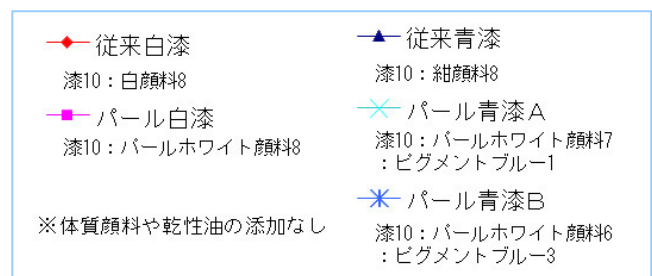 従来白漆
漆10：白顔料8
パール白漆
漆10：パールホワイト顔料8
※体質顔料や乾性油の添加なし
従来青漆
漆10：紺顔料8
パール青漆Ａ
漆10：パールホワイト顔料7
：ピグメントブルー1
パール青漆Ｂ
漆10：パールホワイト顔料6
：ピグメントブルー3